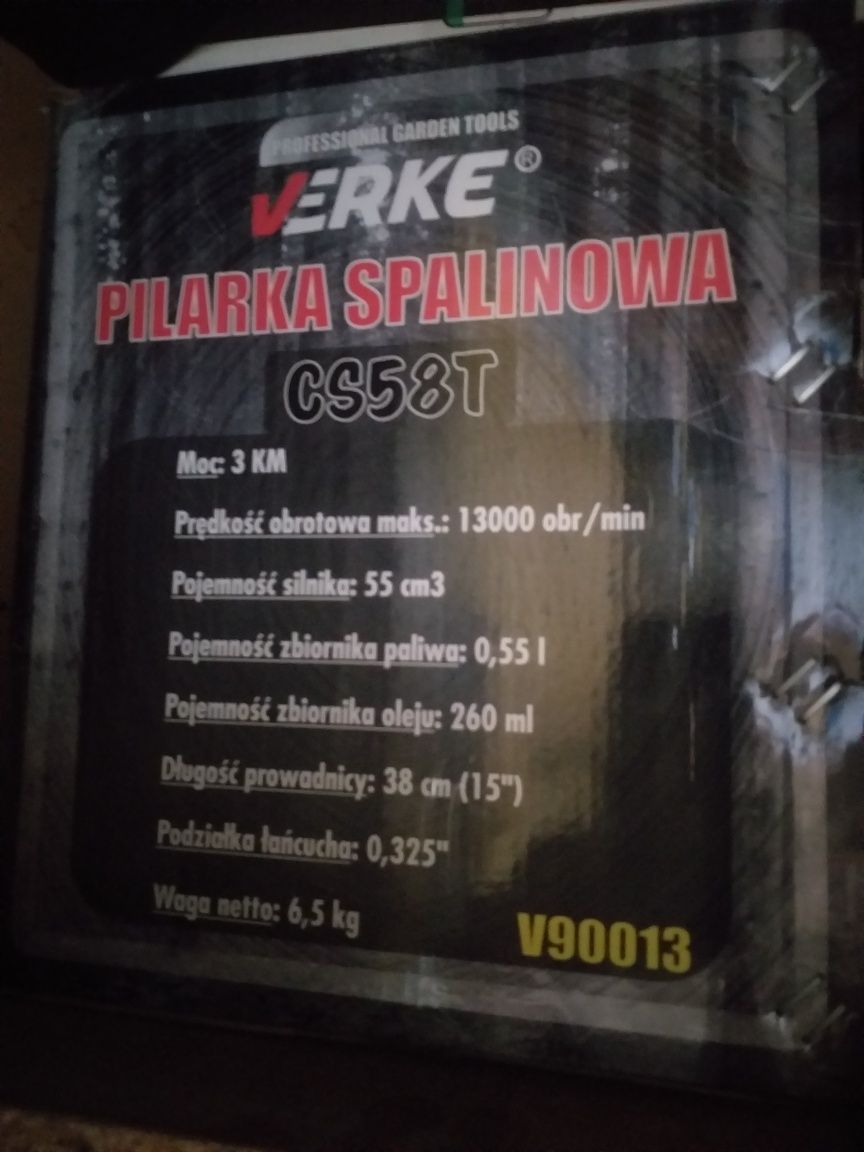 PROFESSIONAL GARDEN TOOLS
VERKE®
PILARKA SPALINOWA
CS58T
Moc: 3 KM
Prędkość obrotowa maks.: 13000 obr/min
Pojemność silnika: 55 cm3
Pojemność zbiornika paliwa: 0,55 l
Pojemność zbiornika oleju: 260 ml
Długość prowadnicy: 38 cm (15")
Podziałka łańcucha: 0,325"
Waga netto: 6,5 kg
V90013